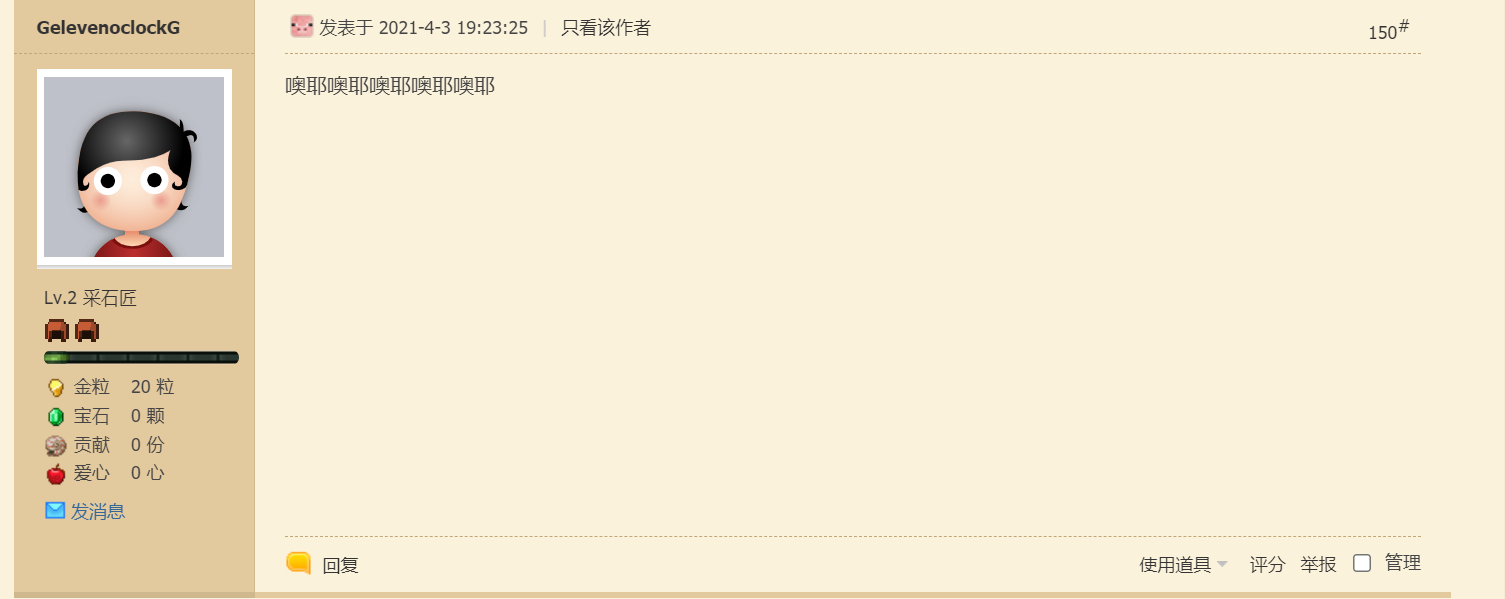 GelevenoclockG
发表于 2021-4-3 19:23:25 | 只看该作者
150#
噢耶噢耶噢耶噢耶噢耶
Lv.2 采石匠
金粒 20 粒
宝石 0 颗
贡献 0 份
爱心 0 心
发消息
回复
使用道具 评分 举报 管理